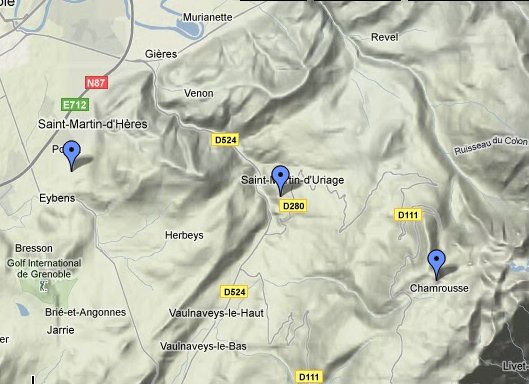 Murianette
Gières
Revel
N87
Venon
E712
Saint-Martin-d'Hères
D524
Ruisseau du Colon
Saint-Martin-d'Uriage
Eybens
D280
D111
Herbeys
Bresson
Golf International
de Grenoble
Chamrousse
D524
Brié-et-Angonnes
Vaulnaveys-le-Haut
Jarrie
Vaulnaveys-le-Bas
Livet
D111